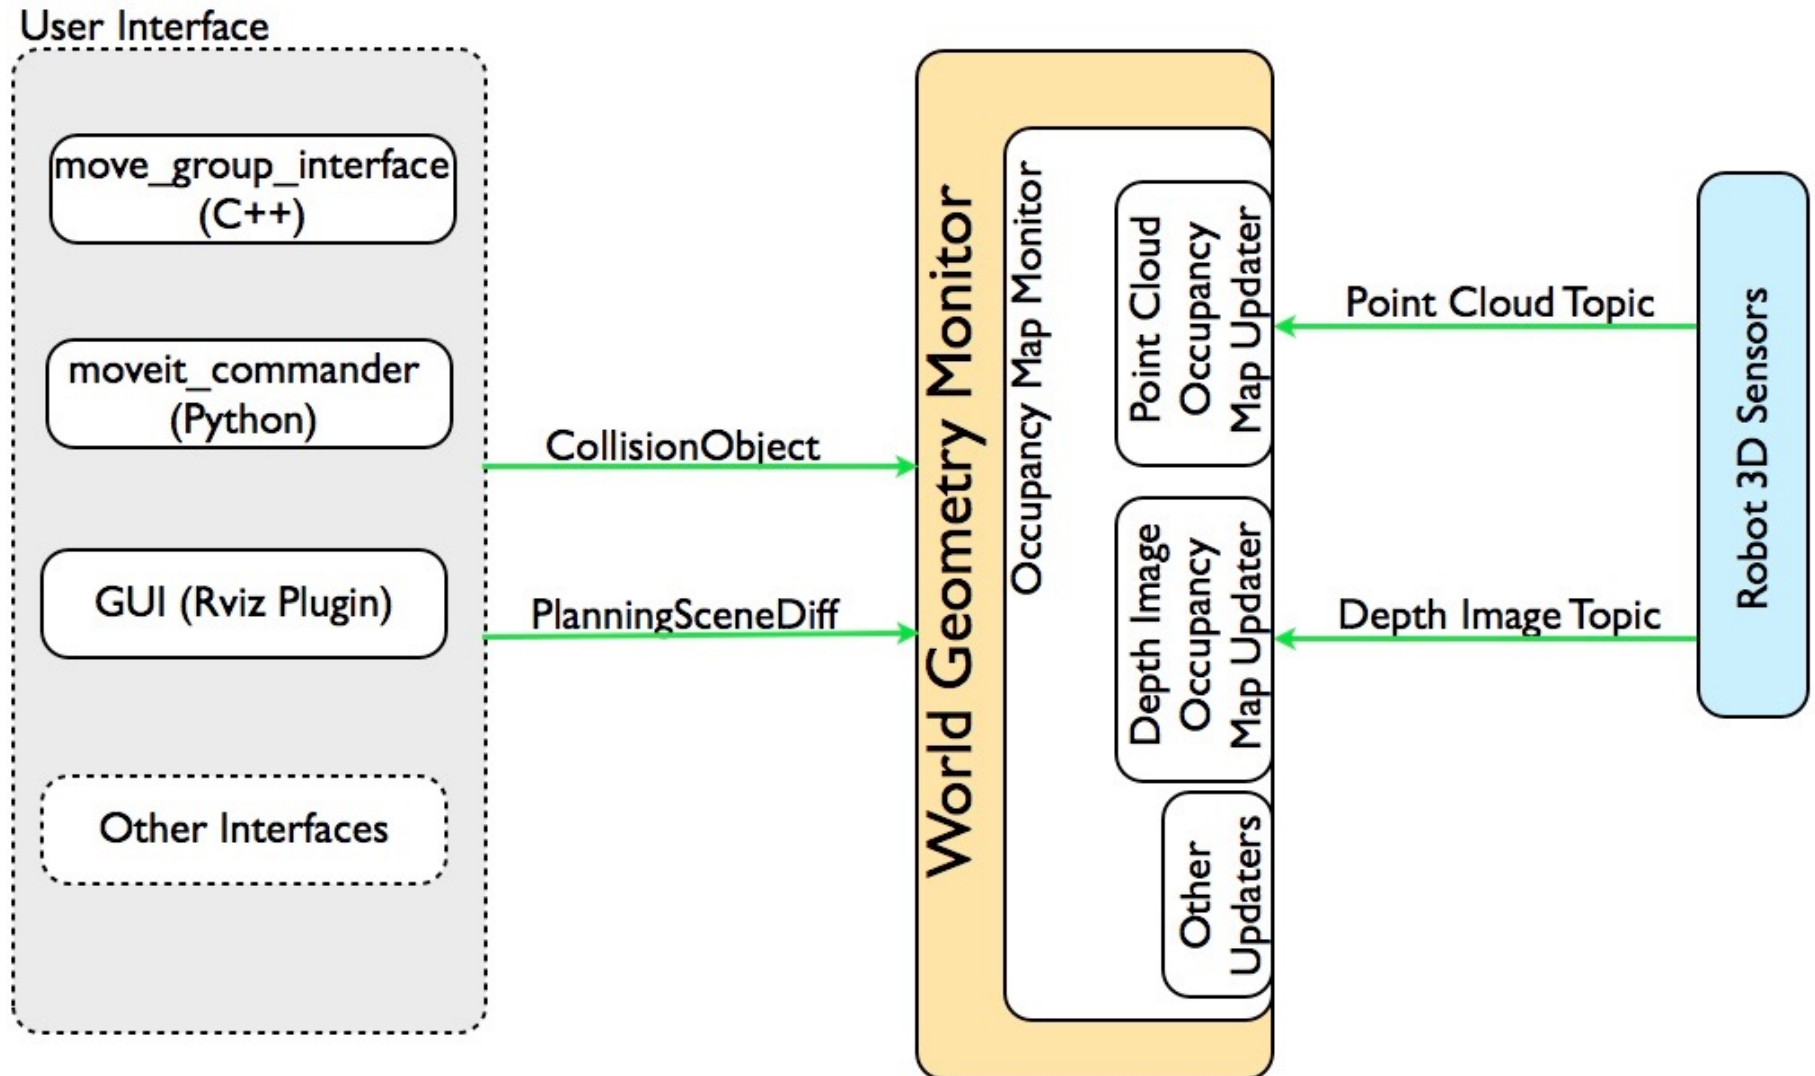 User Interface
move_group_interface
(C++)
moveit_commander
(Python)
GUI (Rviz Plugin)
Other Interfaces
CollisionObject
PlanningSceneDiff
World Geometry Monitor
Occupancy Map Monitor
Point Cloud
Occupancy
Map Updater
Depth Image
Occupancy
Map Updater
Other
Updaters
Point Cloud Topic
Depth Image Topic
Robot 3D Sensors